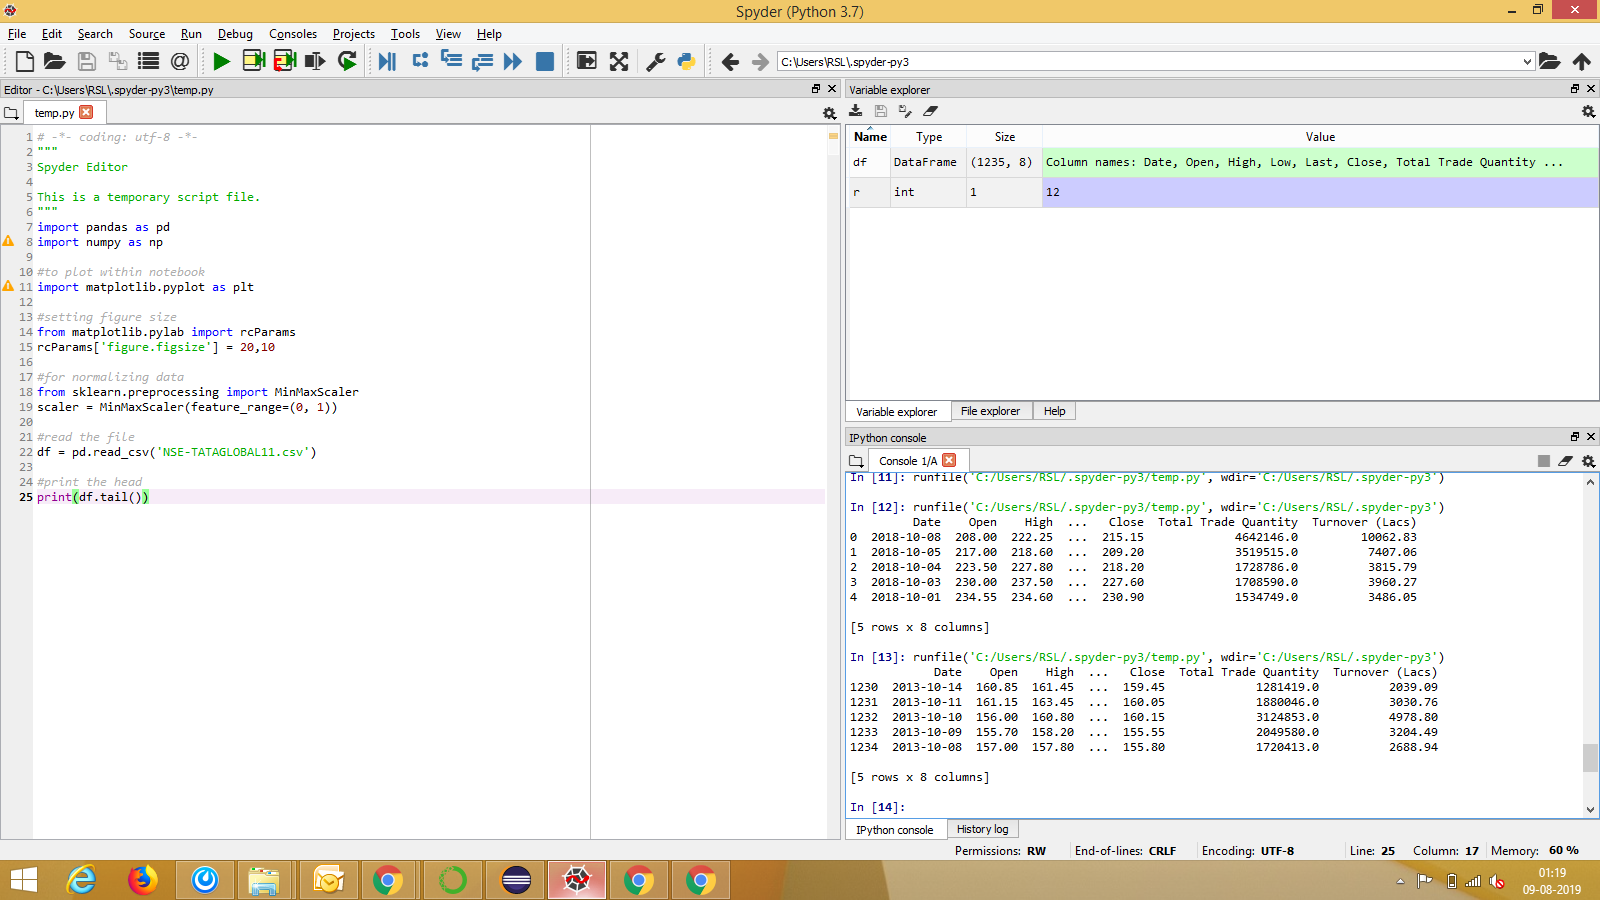 Spyder (Python 3.7)
File Edit Search Source Run Debug Consoles Projects Tools View Help
C:\Users\RSL\.spyder-py3
Editor - C:\Users\RSL\.spyder-py3\temp.py
temp.py
1 # -*- coding: utf-8 -*-
2 """
3 Spyder Editor
4
5 This is a temporary script file.
6 """
7 import pandas as pd
8 import numpy as np
9
10 #to plot within notebook
11 import matplotlib.pyplot as plt
12
13 #setting figure size
14 from matplotlib.pylab import rcParams
15 rcParams['figure.figsize'] = 20,10
16
17 #for normalizing data
18 from sklearn.preprocessing import MinMaxScaler
19 scaler = MinMaxScaler(feature_range=(0, 1))
20
21 #read the file
22 df = pd.read_csv('NSE-TATAGLOBAL11.csv')
23
24 #print the head
25 print(df.tail())
Variable explorer
Name Type Size Value
df DataFrame (1235, 8) Column names: Date, Open, High, Low, Last, Close, Total Trade Quantity ...
r int 1 12
Variable explorer File explorer Help
IPython console
Console 1/A
In [11]: runfile('C:/Users/RSL/.spyder-py3/temp.py', wdir='C:/Users/RSL/.spyder-py3')
In [12]: runfile('C:/Users/RSL/.spyder-py3/temp.py', wdir='C:/Users/RSL/.spyder-py3')
Date Open High ... Close Total Trade Quantity Turnover (Lacs)
0 2018-10-08 208.00 222.25 ... 215.15 4642146.0 10062.83
1 2018-10-05 217.00 218.60 ... 209.20 3519515.0 7407.06
2 2018-10-04 223.50 227.80 ... 218.20 1728786.0 3815.79
3 2018-10-03 230.00 237.50 ... 227.60 1708590.0 3960.27
4 2018-10-01 234.55 234.60 ... 230.90 1534749.0 3486.05
[5 rows x 8 columns]
In [13]: runfile('C:/Users/RSL/.spyder-py3/temp.py', wdir='C:/Users/RSL/.spyder-py3')
Date Open High ... Close Total Trade Quantity Turnover (Lacs)
1230 2013-10-14 160.85 161.45 ... 159.45 1281419.0 2039.09
1231 2013-10-11 161.15 163.45 ... 160.05 1880046.0 3030.76
1232 2013-10-10 156.00 160.80 ... 160.15 3124853.0 4978.80
1233 2013-10-09 155.70 158.20 ... 155.55 2049580.0 3204.49
1234 2013-10-08 157.00 157.80 ... 155.80 1720413.0 2688.94
[5 rows x 8 columns]
In [14]:
IPython console History log
Permissions: RW End-of-lines: CRLF Encoding: UTF-8 Line: 25 Column: 17 Memory: 60 %
01:19
09-08-2019